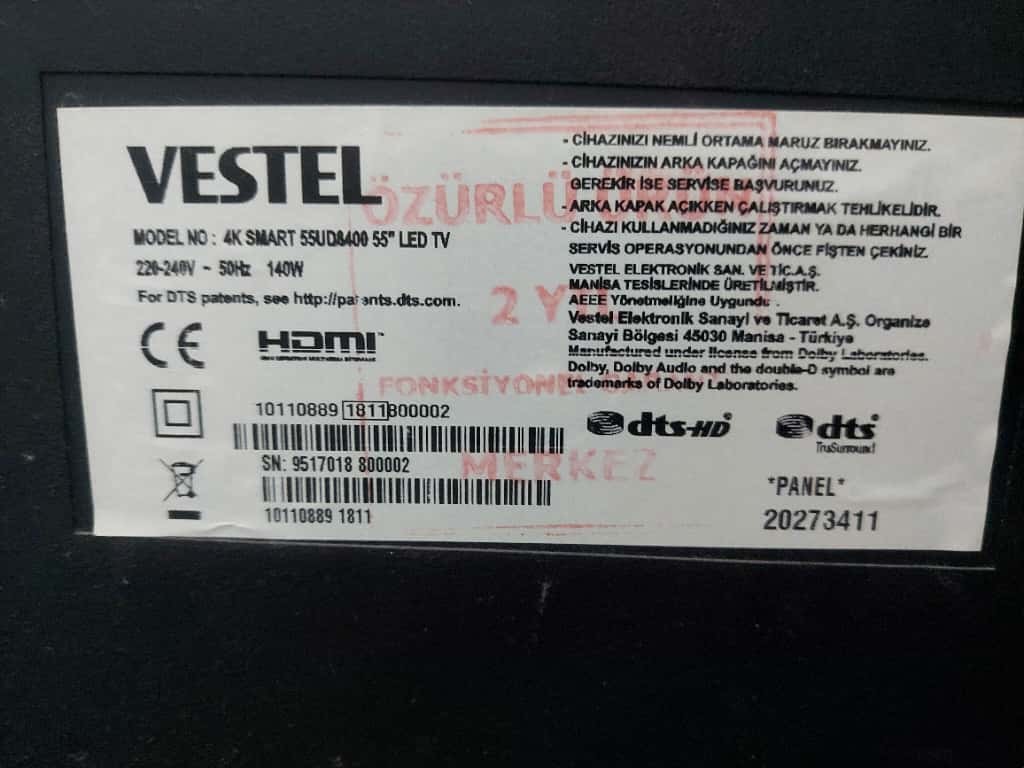 VESTEL
MODEL NO : 4K SMART 55UD8400 55" LED TV
220-240V ~ 50Hz 140W
For DTS patents, see http://patents.dts.com.
CE
HDMI
HIGH DEFINITION MULTIMEDIA INTERFACE
10110889 1811800002
SN: 9517018 800002
10110889 1811
- CİHAZINIZI NEMLİ ORTAMA MARUZ BIRAKMAYINIZ.
- CİHAZINIZIN ARKA KAPAĞINI AÇMAYINIZ.
GEREKİR İSE SERVİSE BAŞVURUNUZ.
- ARKA KAPAK AÇIKKEN ÇALIŞTIRMAK TEHLİKELİDİR.
- CİHAZI KULLANMADIĞINIZ ZAMAN YA DA HERHANGİ BİR
SERVİS OPERASYONUNDAN ÖNCE FİŞTEN ÇEKİNİZ.
VESTEL ELEKTRONİK SAN. VE TİC.A.Ş.
MANİSA TESİSLERİNDE ÜRETİLMİŞTİR.
AEEE Yönetmeliğine Uygundu .
Vestel Elektronik Sanayi ve Ticaret A.Ş. Organize
Sanayi Bölgesi 45030 Manisa - Türkiye
Manufactured under license from Dolby Laboratories.
Dolby, Dolby Audio and the double-D symbol are
trademarks of Dolby Laboratories.
dts-HD
dts
TruSurround
*PANEL*
20273411
ÖZÜRLÜ
2
FONKSİYONEL
MERKEZ